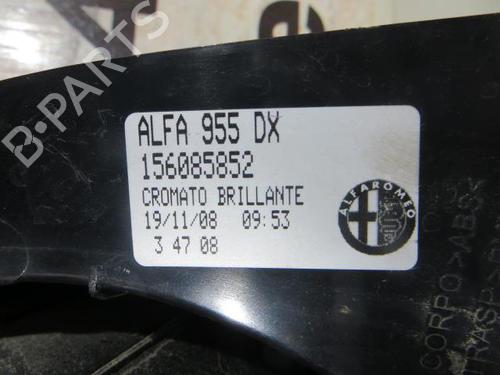 ALFA 955 DX
156085852
CROMATO BRILLANTE
19/11/08 09:53
3 47 08
ALFA ROMEO
CORPO >ABS<
B-PARTS